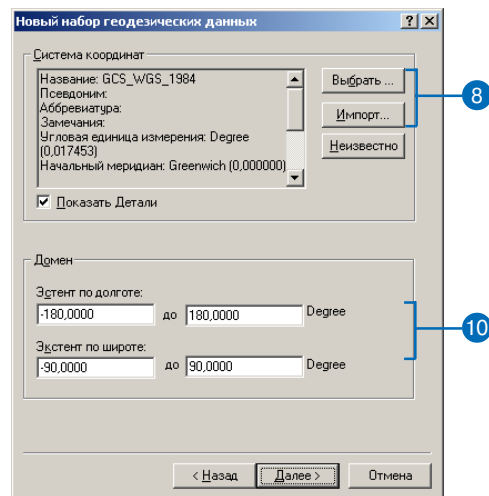 Новый набор геодезических данных
Система координат
Название: GCS_WGS_1984
Псевдоним:
Аббревиатура:
Замечания:
Угловая единица измерения: Degree
(0,017453)
Начальный меридиан: Greenwich (0,000000)
Выбрать ...
Импорт...
Неизвестно
8
Показать Детали
Домен
Эстент по долготе:
-180,0000 до 180,0000 Degree
Экстент по широте:
-90,0000 до 90,0000 Degree
10
< Назад Далее > Отмена